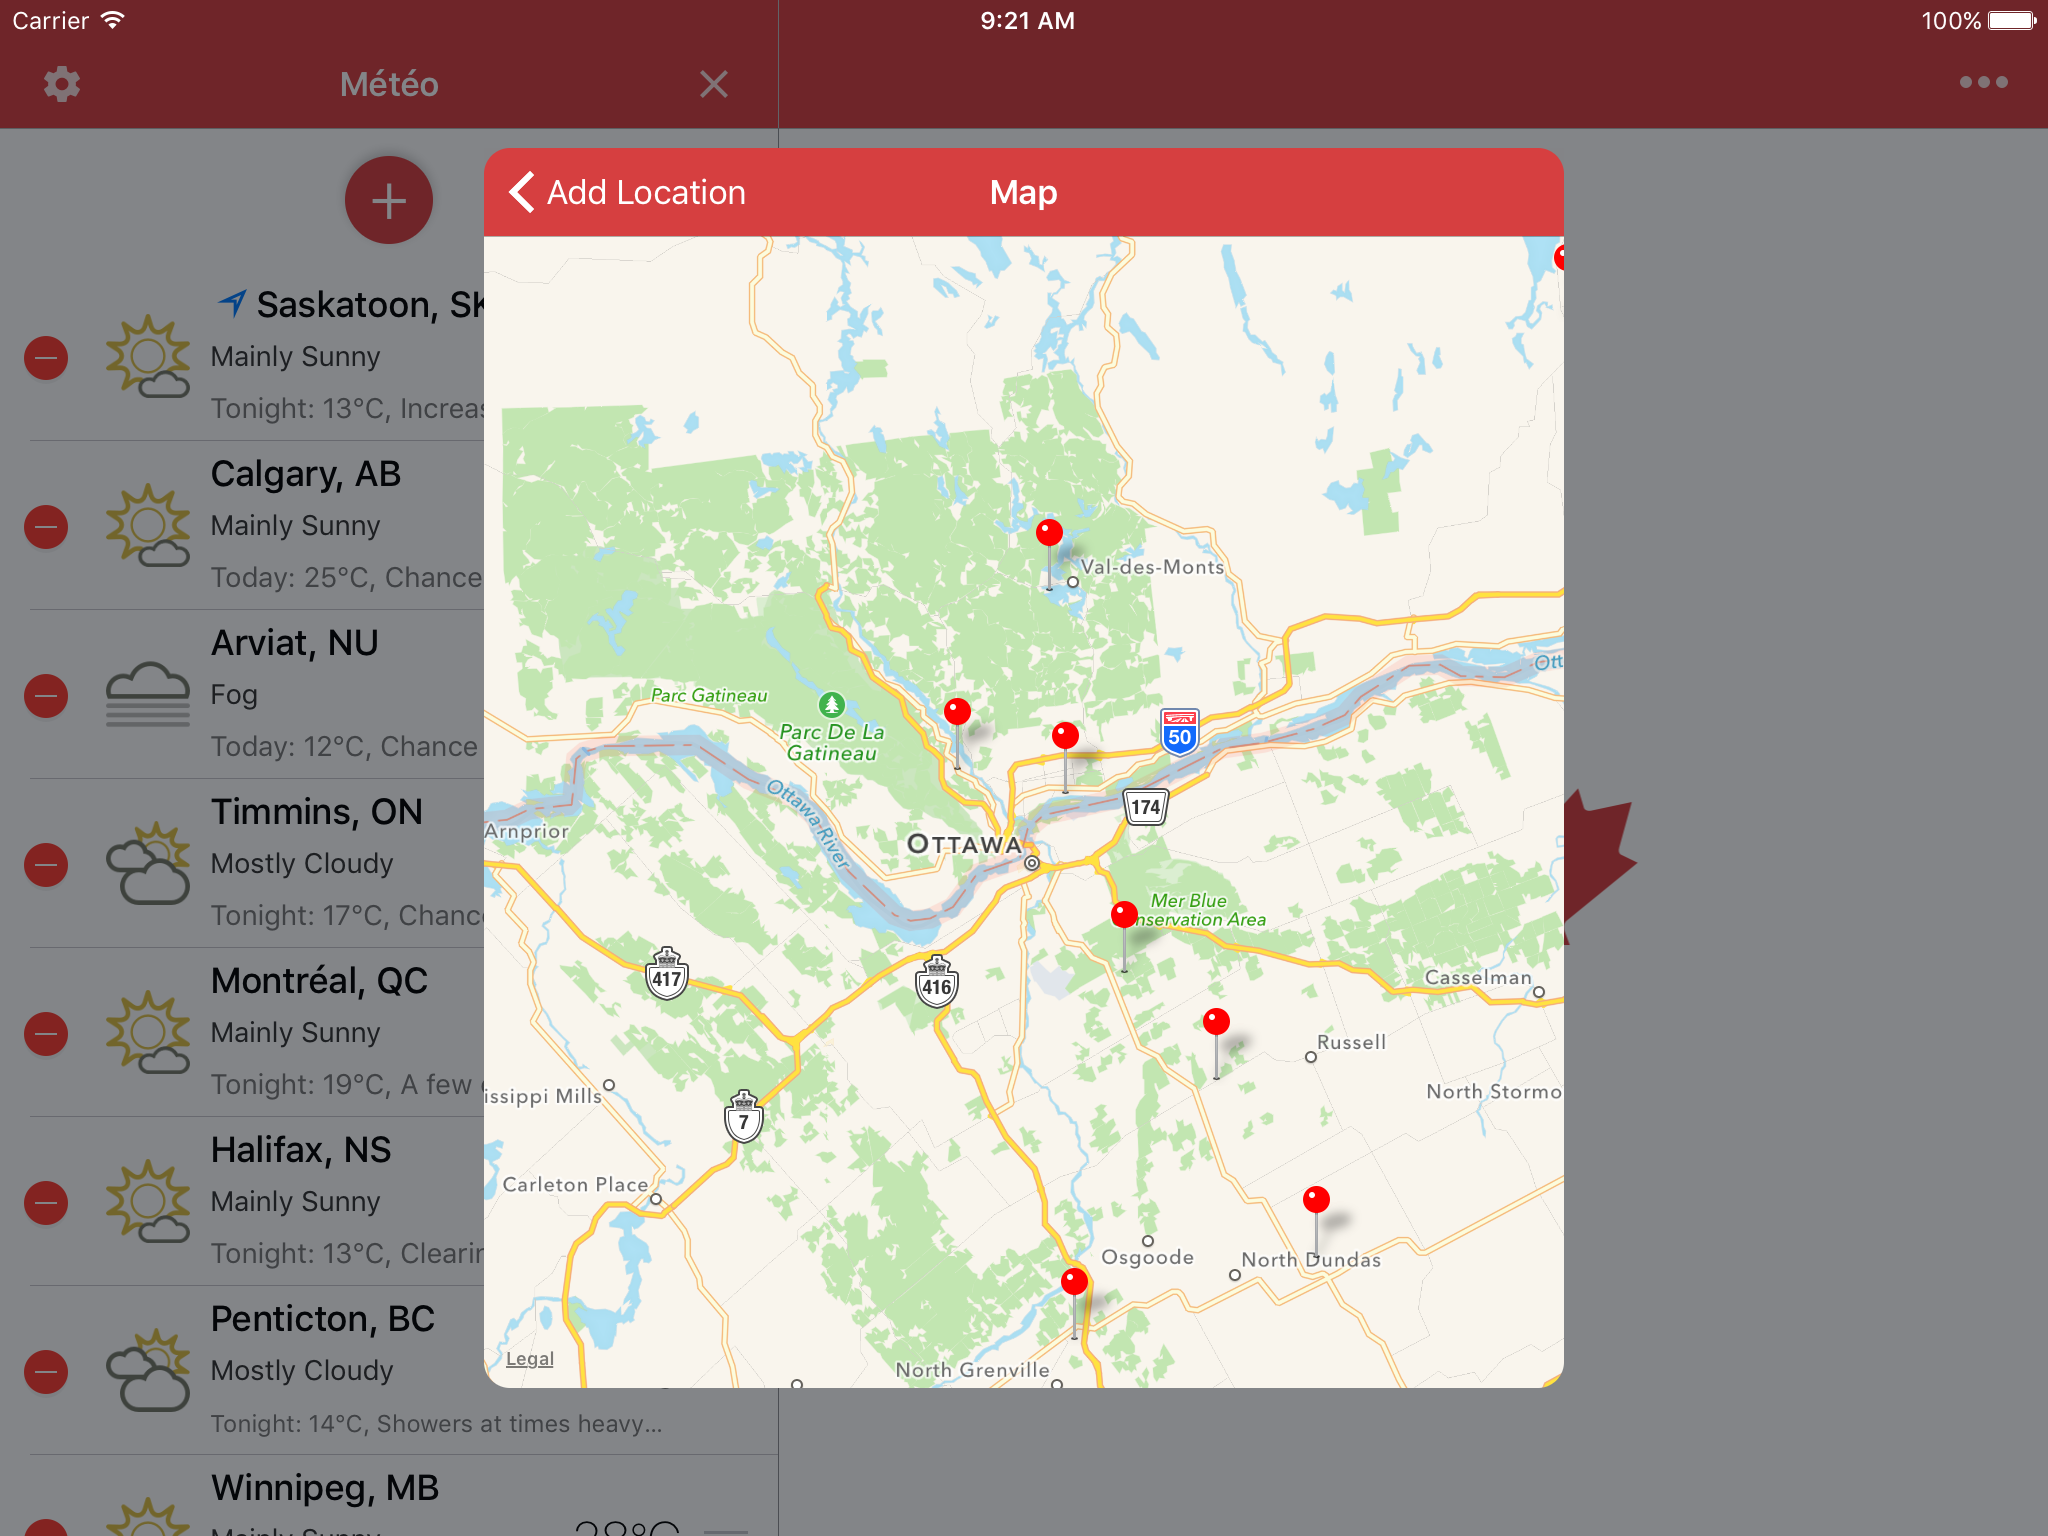 Carrier
9:21 AM
100%
Météo
Add Location
Map
Saskatoon, SK
Mainly Sunny
Tonight: 13°C, Increas
Calgary, AB
Mainly Sunny
Today: 25°C, Chance
Arviat, NU
Fog
Today: 12°C, Chance
Timmins, ON
Mostly Cloudy
Tonight: 17°C, Chanc
Montréal, QC
Mainly Sunny
Tonight: 19°C, A few
Halifax, NS
Mainly Sunny
Tonight: 13°C, Clearin
Penticton, BC
Mostly Cloudy
Tonight: 14°C, Showers at times heavy...
Winnipeg, MB
Mainly Sunny
28°C
Val-des-Monts
Ott
Parc Gatineau
Parc De La
Gatineau
50
Ottawa River
174
Arnprior
OTTAWA
Mer Blue
nservation Area
417
416
Casselman
Russell
issippi Mills
North Stormo
7
Carleton Place
Osgoode
North Dundas
Legal
North Grenville